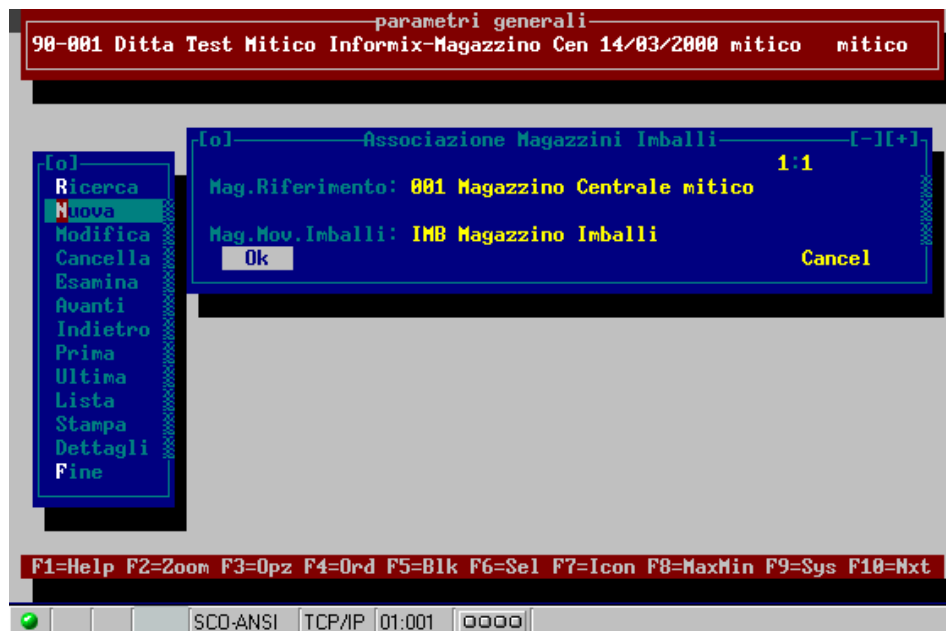 parametri generali
90-001 Ditta Test Mitico Informix-Magazzino Cen 14/03/2000 mitico mitico
[o] Associazione Magazzini Imballi [-][+]
1:1
Mag.Riferimento: 001 Magazzino Centrale mitico
Mag.Mov.Imballi: IMB Magazzino Imballi
Ok Cancel
[o]
Ricerca
Nuova
Modifica
Cancella
Esamina
Avanti
Indietro
Prima
Ultima
Lista
Stampa
Dettagli
Fine
F1=Help F2=Zoom F3=Opz F4=Ord F5=Blk F6=Sel F7=Icon F8=MaxMin F9=Sys F10=Nxt
SCO-ANSI TCP/IP 01:001